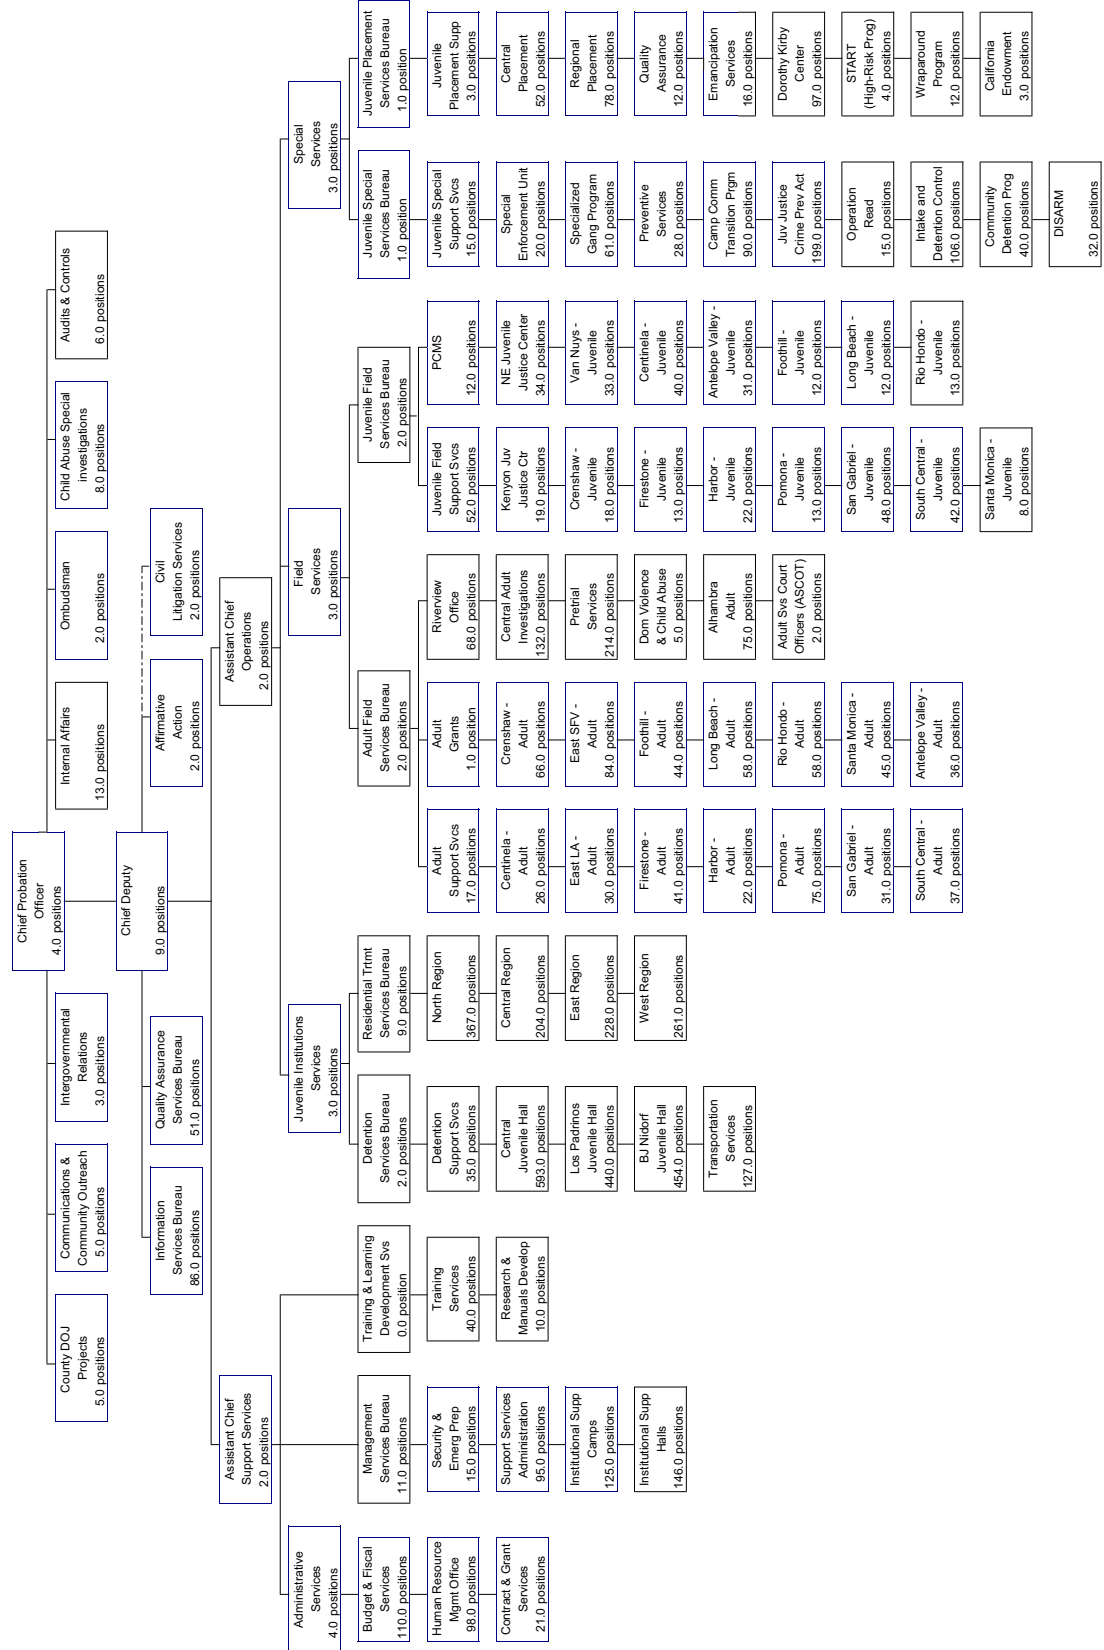 Chief Probation
Officer
4.0 positions
County DOJ
Projects
5.0 positions
Communications &
Community Outreach
5.0 positions
Intergovernmental
Relations
3.0 positions
Internal Affairs
13.0 positions
Ombudsman
2.0 positions
Child Abuse Special
investigations
8.0 positions
Audits & Controls
6.0 positions
Chief Deputy
9.0 positions
Information
Services Bureau
86.0 positions
Quality Assurance
Services Bureau
51.0 positions
Affirmative
Action
2.0 positions
Civil
Litigation Services
2.0 positions
Assistant Chief
Support Services
2.0 positions
Assistant Chief
Operations
2.0 positions
Administrative
Services
4.0 positions
Budget & Fiscal
Services
110.0 positions
Human Resource
Mgmt Office
98.0 positions
Contract & Grant
Services
21.0 positions
Management
Services Bureau
11.0 positions
Security &
Emerg Prep
15.0 positions
Support Services
Administration
95.0 positions
Institutional Supp
Camps
125.0 positions
Institutional Supp
Halls
146.0 positions
Training & Learning
Development Svs
0.0 position
Training
Services
40.0 positions
Research &
Manuals Develop
10.0 positions
Juvenile Institutions
Services
3.0 positions
Detention
Services Bureau
2.0 positions
Detention
Support Svcs
35.0 positions
Central
Juvenile Hall
593.0 positions
Los Padrinos
Juvenile Hall
440.0 positions
BJ Nidorf
Juvenile Hall
454.0 positions
Transportation
Services
127.0 positions
Residential Trtmt
Services Bureau
9.0 positions
North Region
367.0 positions
Central Region
204.0 positions
East Region
228.0 positions
West Region
261.0 positions
Field
Services
3.0 positions
Adult Field
Services Bureau
2.0 positions
Adult
Support Svcs
17.0 positions
Centinela -
Adult
26.0 positions
East LA -
Adult
30.0 positions
Firestone -
Adult
41.0 positions
Harbor -
Adult
22.0 positions
Pomona -
Adult
75.0 positions
San Gabriel -
Adult
31.0 positions
South Central -
Adult
37.0 positions
Adult
Grants
1.0 positions
Crenshaw -
Adult
66.0 positions
East SFV -
Adult
84.0 positions
Foothill -
Adult
44.0 positions
Long Beach -
Adult
58.0 positions
Rio Hondo -
Adult
58.0 positions
Santa Monica -
Adult
45.0 positions
Antelope Valley -
Adult
36.0 positions
Riverview
Office
68.0 positions
Central Adult
Investigations
132.0 positions
Pretrial
Services
214.0 positions
Dom Violence
& Child Abuse
5.0 positions
Alhambra
Adult
75.0 positions
Adult Svs Court
Officers (ASCOT)
2.0 positions
Juvenile Field
Services Bureau
2.0 positions
Juvenile Field
Support Svcs
52.0 positions
Kenyon Juv
Justice Ctr
19.0 positions
Crenshaw -
Juvenile
18.0 positions
Firestone -
Juvenile
13.0 positions
Harbor -
Juvenile
22.0 positions
Pomona -
Juvenile
13.0 positions
San Gabriel -
Juvenile
48.0 positions
South Central -
Juvenile
42.0 positions
Santa Monica -
Juvenile
8.0 positions
PCMS
12.0 positions
NE Juvenile
Justice Center
34.0 positions
Van Nuys -
Juvenile
33.0 positions
Centinela -
Juvenile
40.0 positions
Antelope Valley -
Juvenile
31.0 positions
Foothill -
Juvenile
12.0 positions
Long Beach -
Juvenile
12.0 positions
Rio Hondo -
Juvenile
13.0 positions
Special
Services
3.0 positions
Juvenile Special
Services Bureau
1.0 position
Juvenile Special
Support Svcs
15.0 positions
Special
Enforcement Unit
20.0 positions
Specialized
Gang Program
61.0 positions
Preventive
Services
28.0 positions
Camp Comm
Transition Prgm
90.0 positions
Juv Justice
Crime Prev Act
199.0 positions
Operation
Read
15.0 positions
Intake and
Detention Control
106.0 positions
Community
Detention Prog
40.0 positions
DISARM
32.0 positions
Juvenile Placement
Services Bureau
1.0 position
Juvenile
Placement Supp
3.0 positions
Central
Placement
52.0 positions
Regional
Placement
78.0 positions
Quality
Assurance
12.0 positions
Emancipation
Services
16.0 positions
Dorothy Kirby
Center
97.0 positions
START
(High-Risk Prog)
4.0 positions
Wraparound
Program
12.0 positions
California
Endowment
3.0 positions